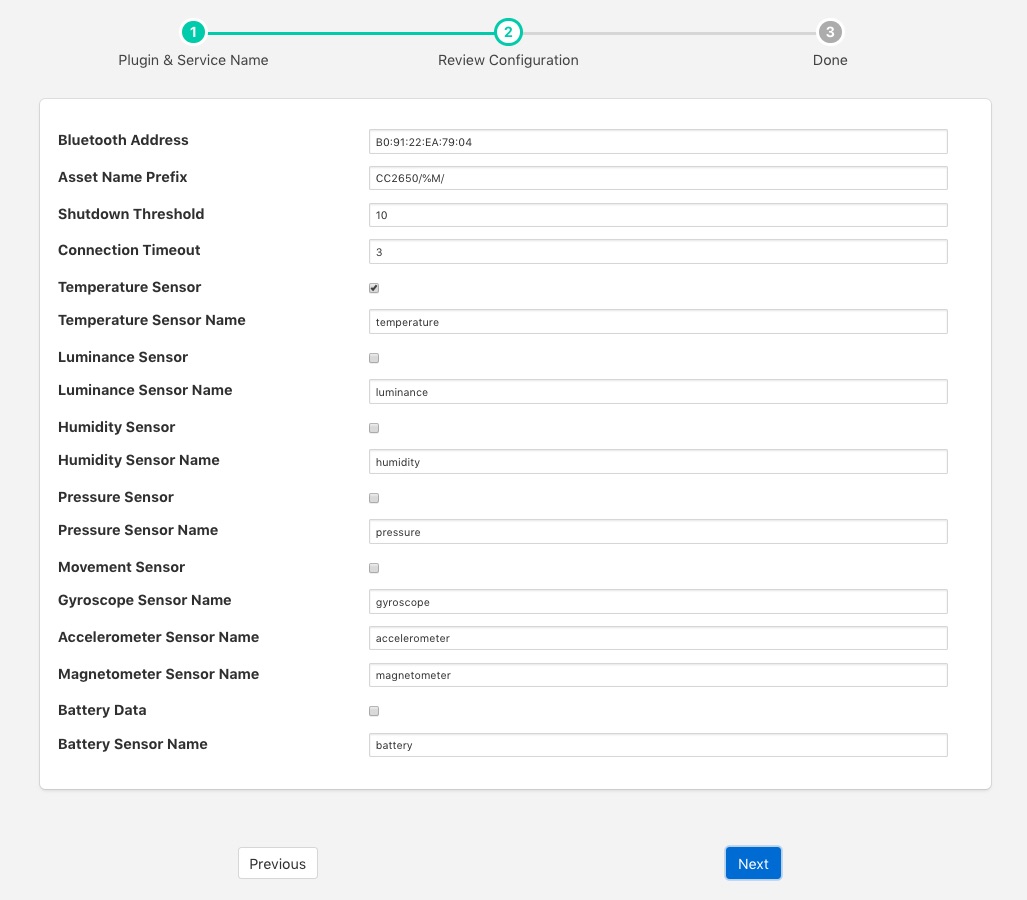 1 2 3
Plugin & Service Name Review Configuration Done
Bluetooth Address B0:91:22:EA:79:04
Asset Name Prefix CC2650/%M/
Shutdown Threshold 10
Connection Timeout 3
Temperature Sensor
Temperature Sensor Name temperature
Luminance Sensor
Luminance Sensor Name luminance
Humidity Sensor
Humidity Sensor Name humidity
Pressure Sensor
Pressure Sensor Name pressure
Movement Sensor
Gyroscope Sensor Name gyroscope
Accelerometer Sensor Name accelerometer
Magnetometer Sensor Name magnetometer
Battery Data
Battery Sensor Name battery
Previous Next